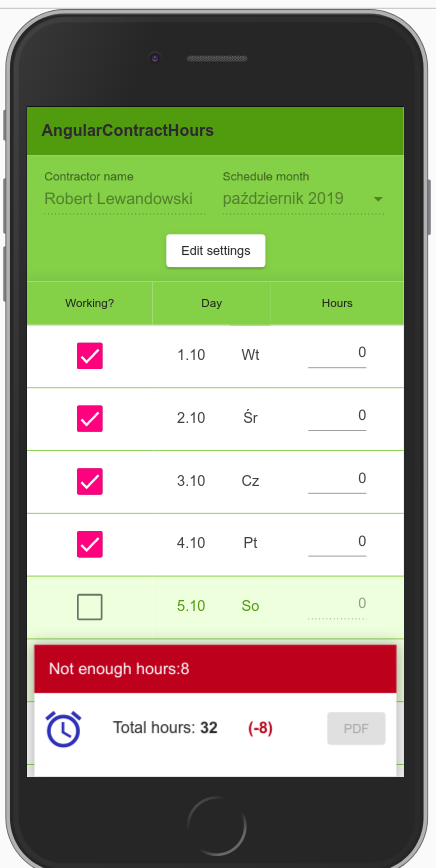 AngularContractHours
Contractor name Schedule month
Robert Lewandowski październik 2019
Edit settings
Working? Day Hours
1.10 Wt 0
2.10 Śr 0
3.10 Cz 0
4.10 Pt 0
5.10 So 0
Not enough hours:8
Total hours: 32 (-8) PDF